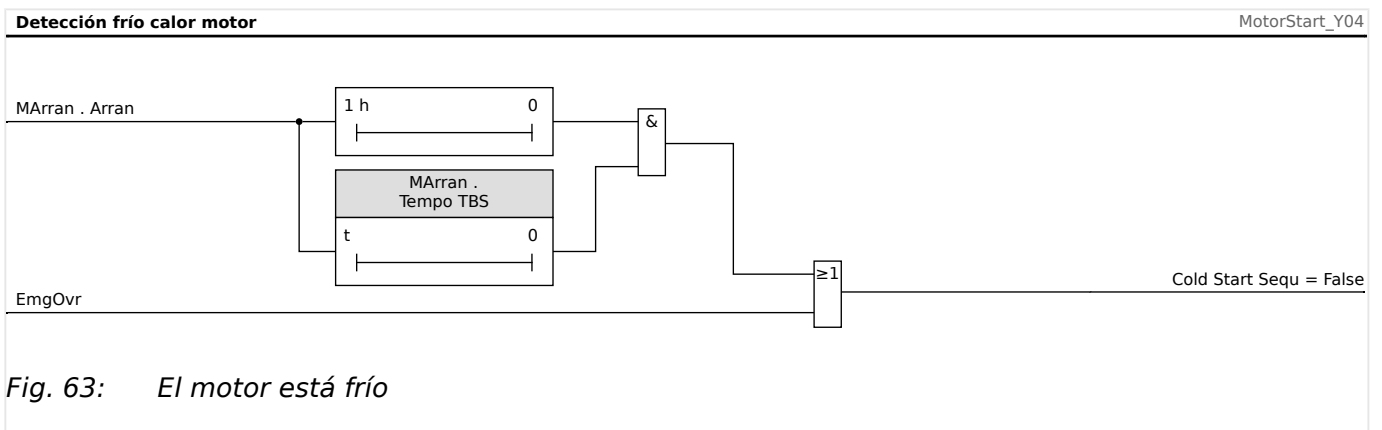 Detección frío calor motor
MotorStart_Y04
MArran . Arran
1 h
0
&
MArran .
Tempo TBS
t
0
≥1
Cold Start Sequ = False
EmgOvr
Fig. 63: El motor está frío